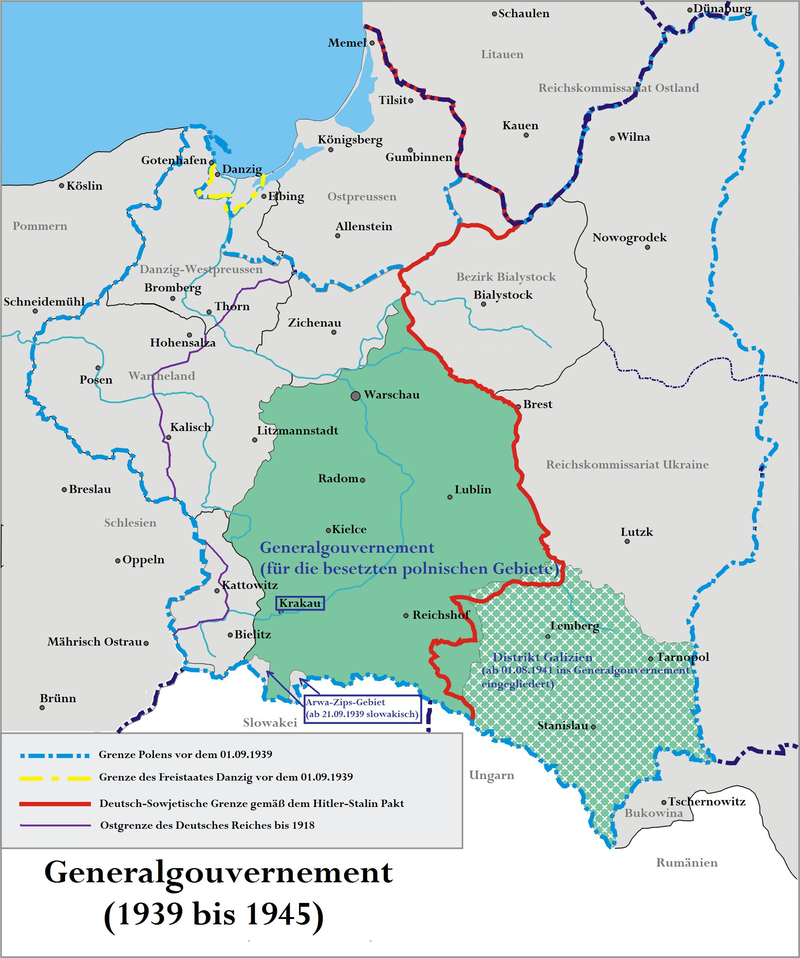 Dünaburg
Schaulen
Memel
Litauen
Reichskommissariat Ostland
Tilsit
Kauen
Wilna
Königsberg
Gumbinnen
Gotenhafen
Danzig
Köslin
Elbing
Ostpreussen
Pommern
Allenstein
Nowogrodek
Danzig-Westpreussen
Bezirk Bialystock
Bromberg
Bialystock
Schneidemühl
Thorn
Zichenau
Hohensalza
Posen
Wartheland
Warschau
Brest
Kalisch
Litzmannstadt
Reichskommissariat Ukraine
Radom
Lublin
Breslau
Schlesien
Kielce
Lutzk
Generalgouvernement
(für die besetzten polnischen Gebiete)
Oppeln
Kattowitz
Krakau
Reichshof
Lemberg
Bielitz
Mährisch Ostrau
Distrikt Galizien
(ab 01.08.1941 ins Generalgouvernement
eingegliedert)
Tarnopol
Brünn
Arwa-Zips-Gebiet
(ab 21.09.1939 slowakisch)
Slowakei
Stanislau
Ungarn
Tschernowitz
Bukowina
Rumänien
Grenze Polens vor dem 01.09.1939
Grenze des Freistaates Danzig vor dem 01.09.1939
Deutsch-Sowjetische Grenze gemäß dem Hitler-Stalin Pakt
Ostgrenze des Deutsches Reiches bis 1918
Generalgouvernement
(1939 bis 1945)